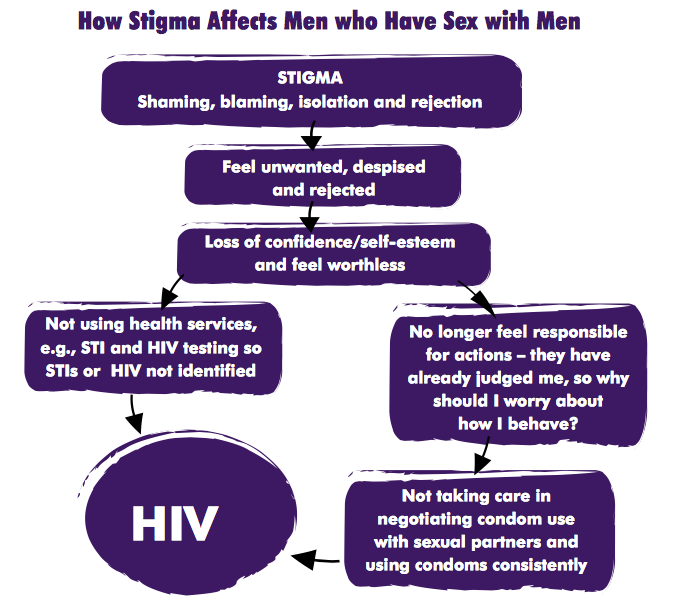 How Stigma Affects Men who Have Sex with Men
STIGMA
Shaming, blaming, isolation and rejection
Feel unwanted, despised
and rejected
Loss of confidence/self-esteem
and feel worthless
Not using health services,
e.g., STI and HIV testing so
STIs or HIV not identified
No longer feel responsible
for actions – they have
already judged me, so why
should I worry about
how I behave?
Not taking care in
negotiating condom use
with sexual partners and
using condoms consistently
HIV